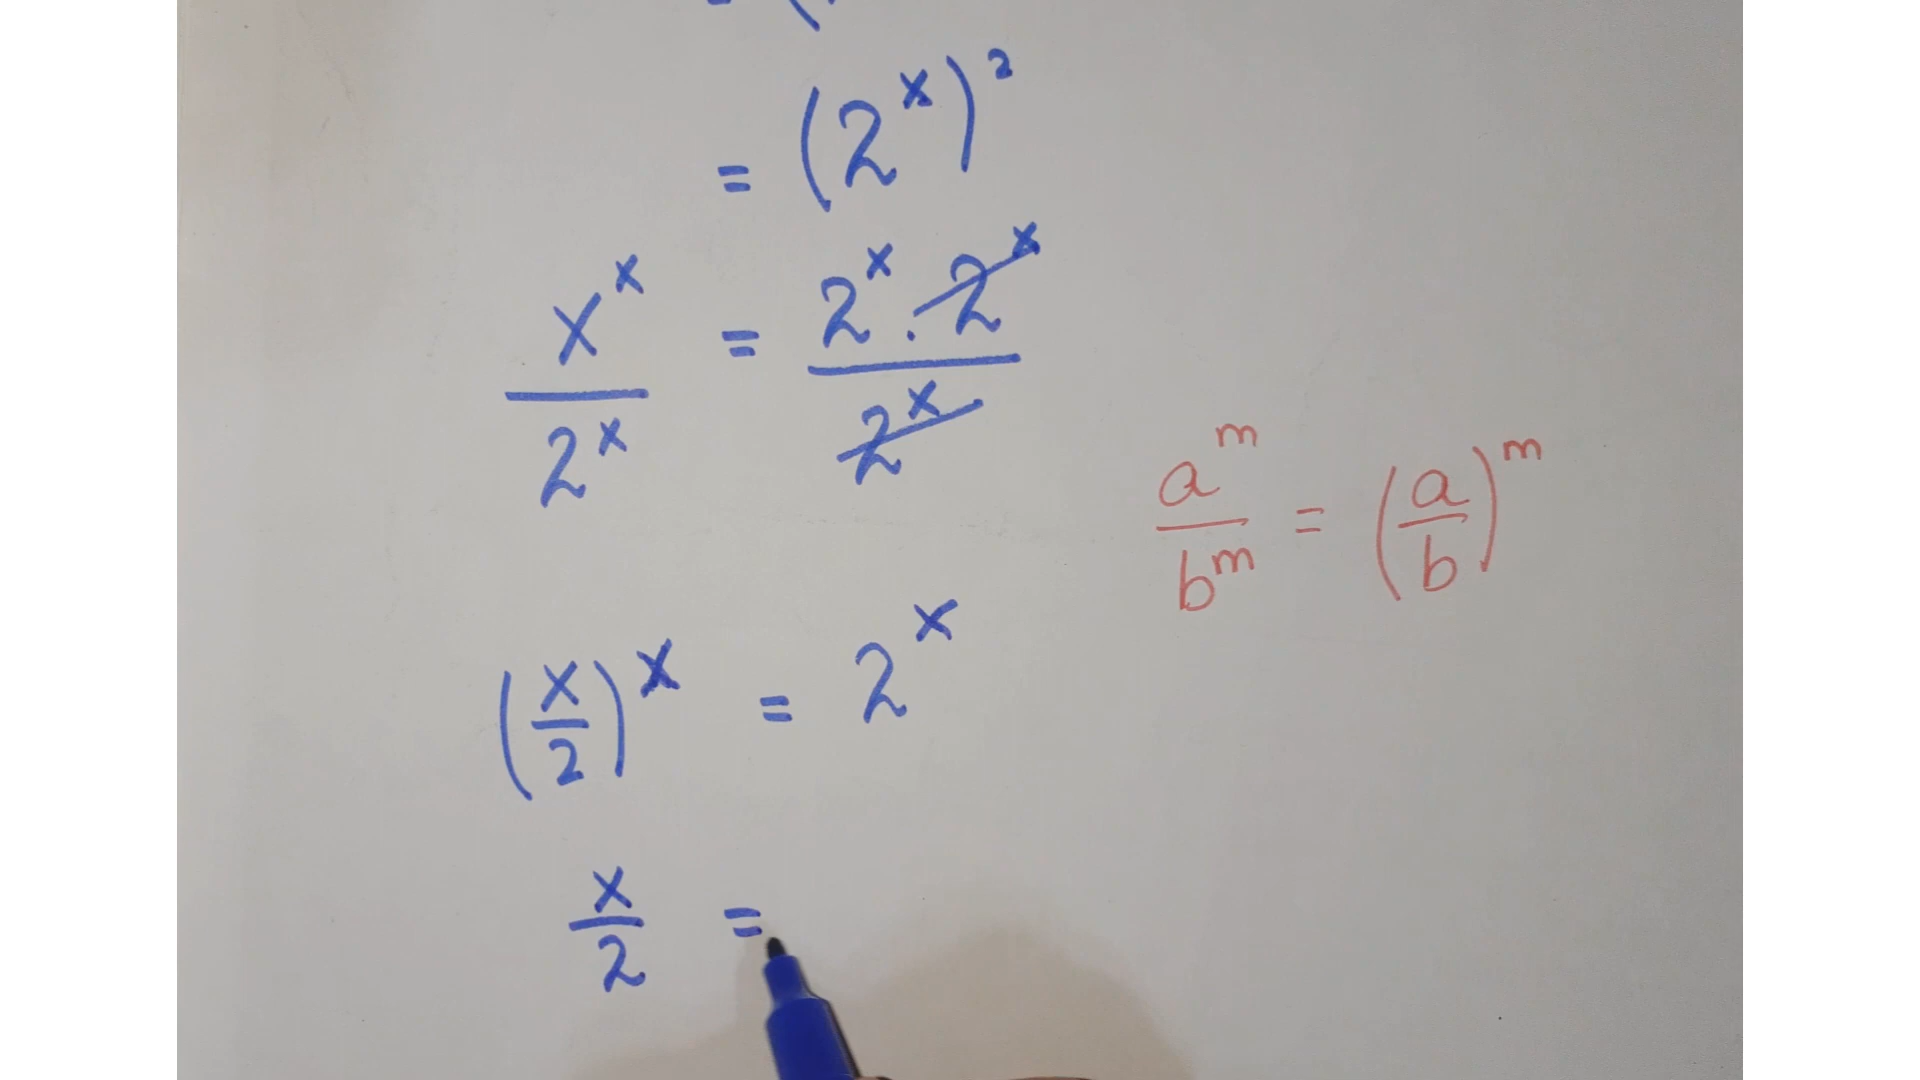 = (2^x)^2
x^x / 2^x = 2^x . 2^x / 2^x
a^m / b^m = (a/b)^m
(x/2)^x = 2^x
x/2 =